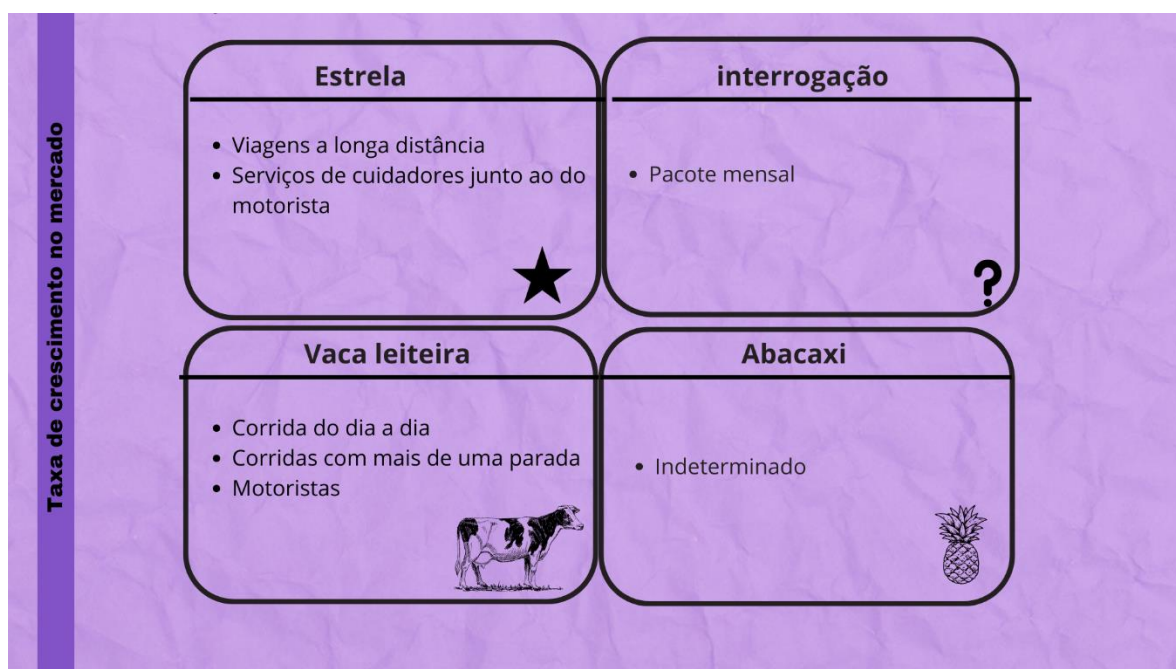 Taxa de crescimento no mercado
Estrela
• Viagens a longa distância
• Serviços de cuidadores junto ao do
motorista
interrogação
• Pacote mensal
?
Vaca leiteira
• Corrida do dia a dia
• Corridas com mais de uma parada
• Motoristas
Abacaxi
• Indeterminado